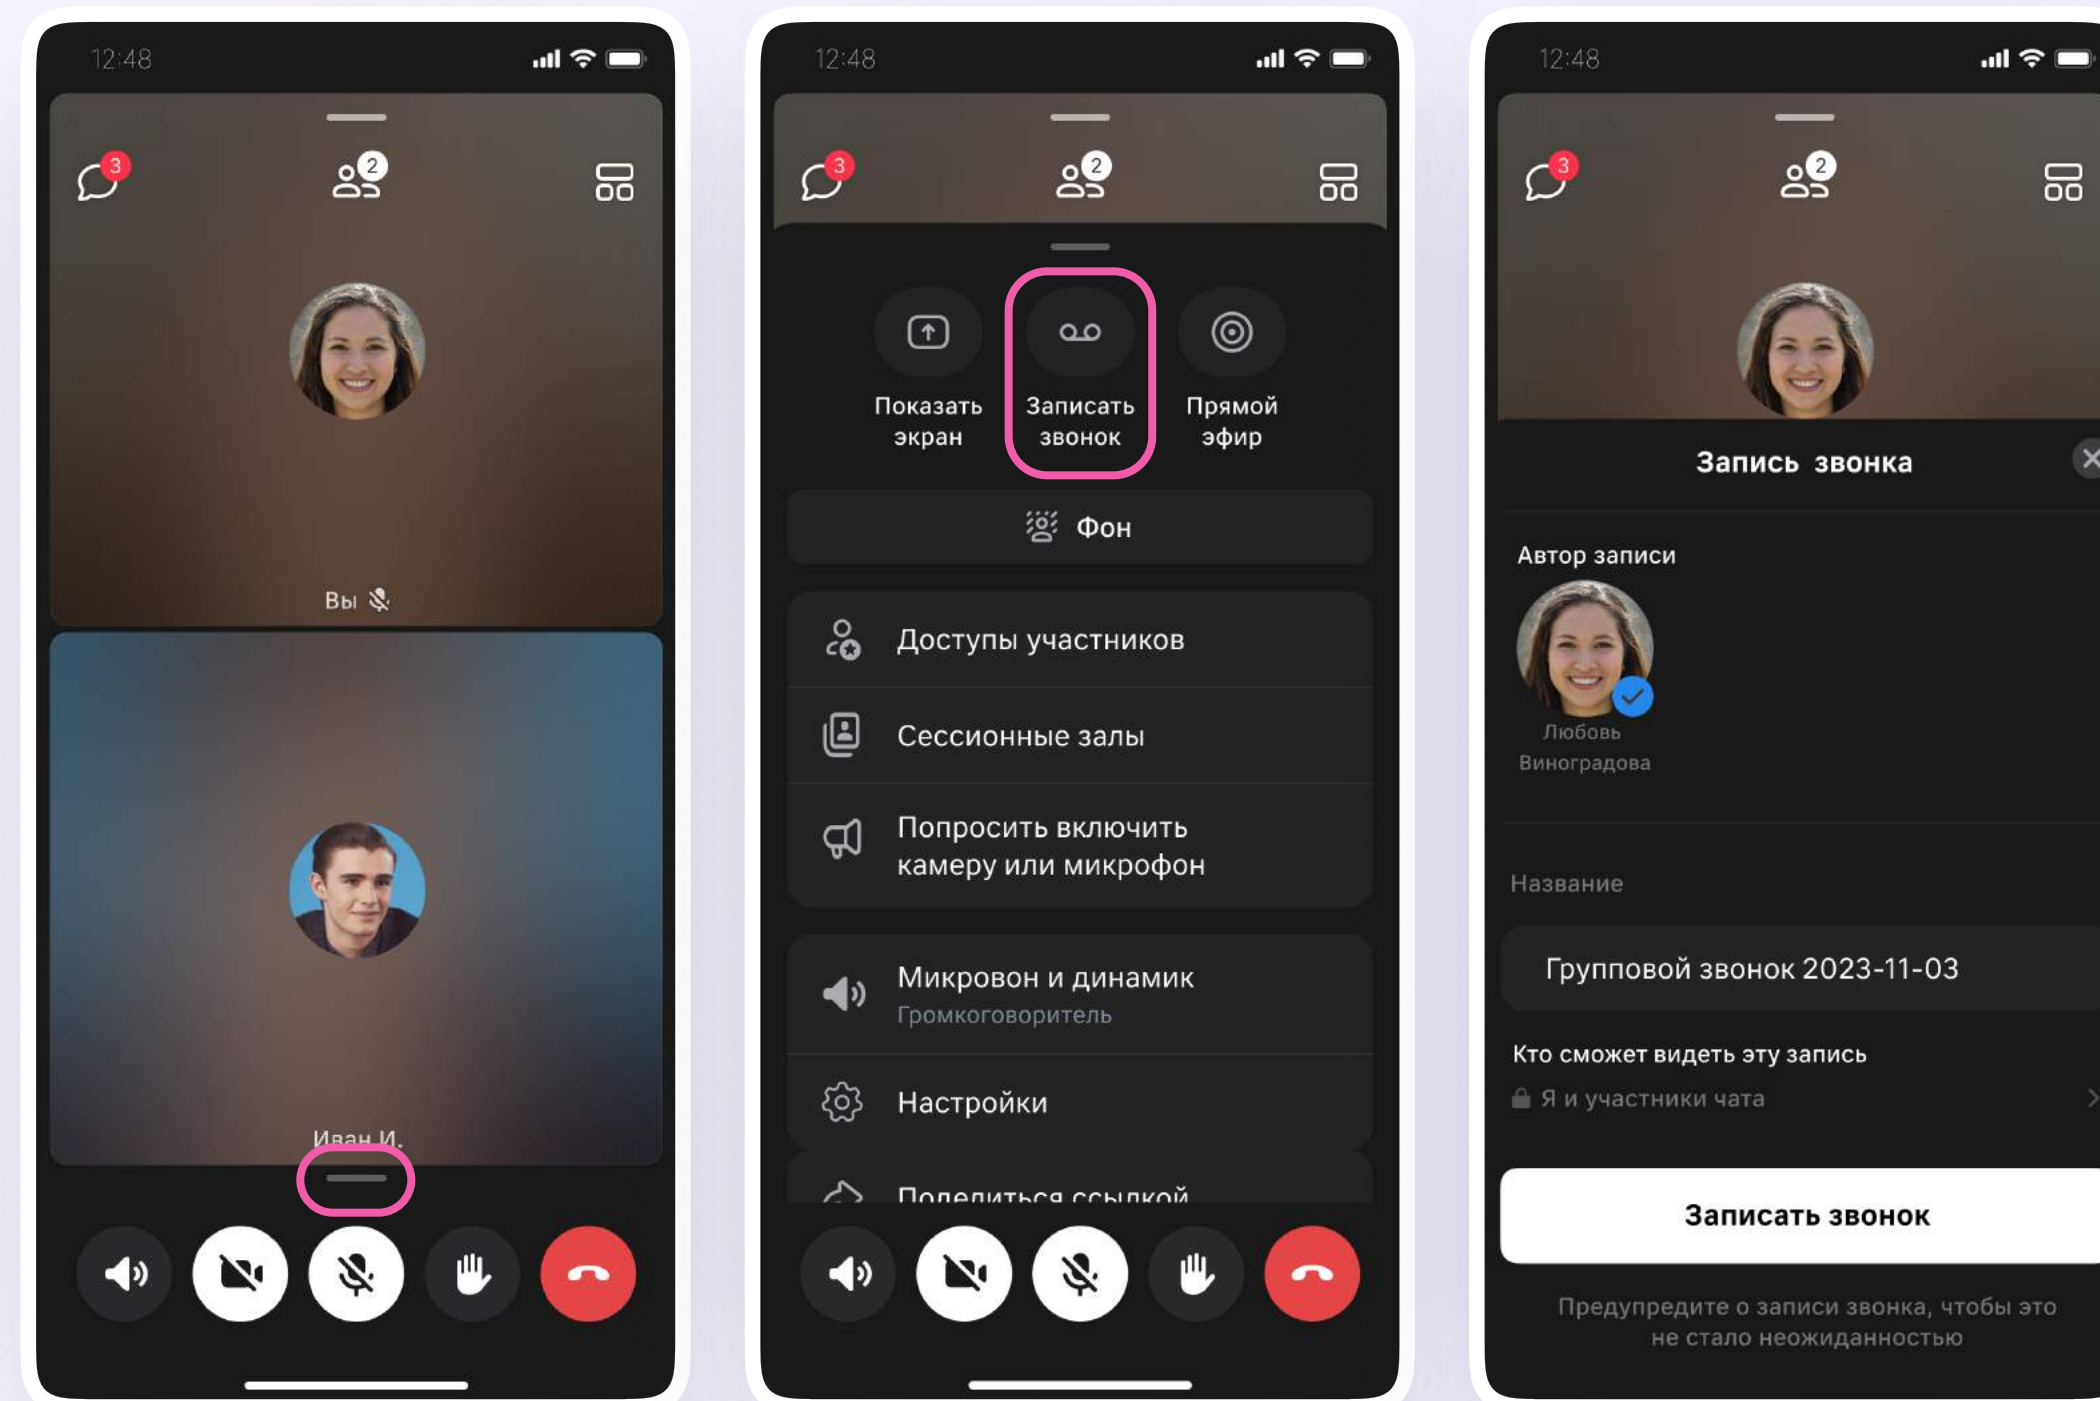 12:48
3
2
Вы
Иван И.
12:48
3
2
Показать
экран
Записать
звонок
Прямой
эфир
Фон
Доступы участников
Сессионные залы
Попросить включить
камеру или микрофон
Микровон и динамик
Громкоговоритель
Настройки
Поделиться ссылкой
12:48
3
2
Запись звонка
Автор записи
Любовь
Виноградова
Название
Групповой звонок 2023-11-03
Кто сможет видеть эту запись
Я и участники чата
Записать звонок
Предупредите о записи звонка, чтобы это
не стало неожиданностью